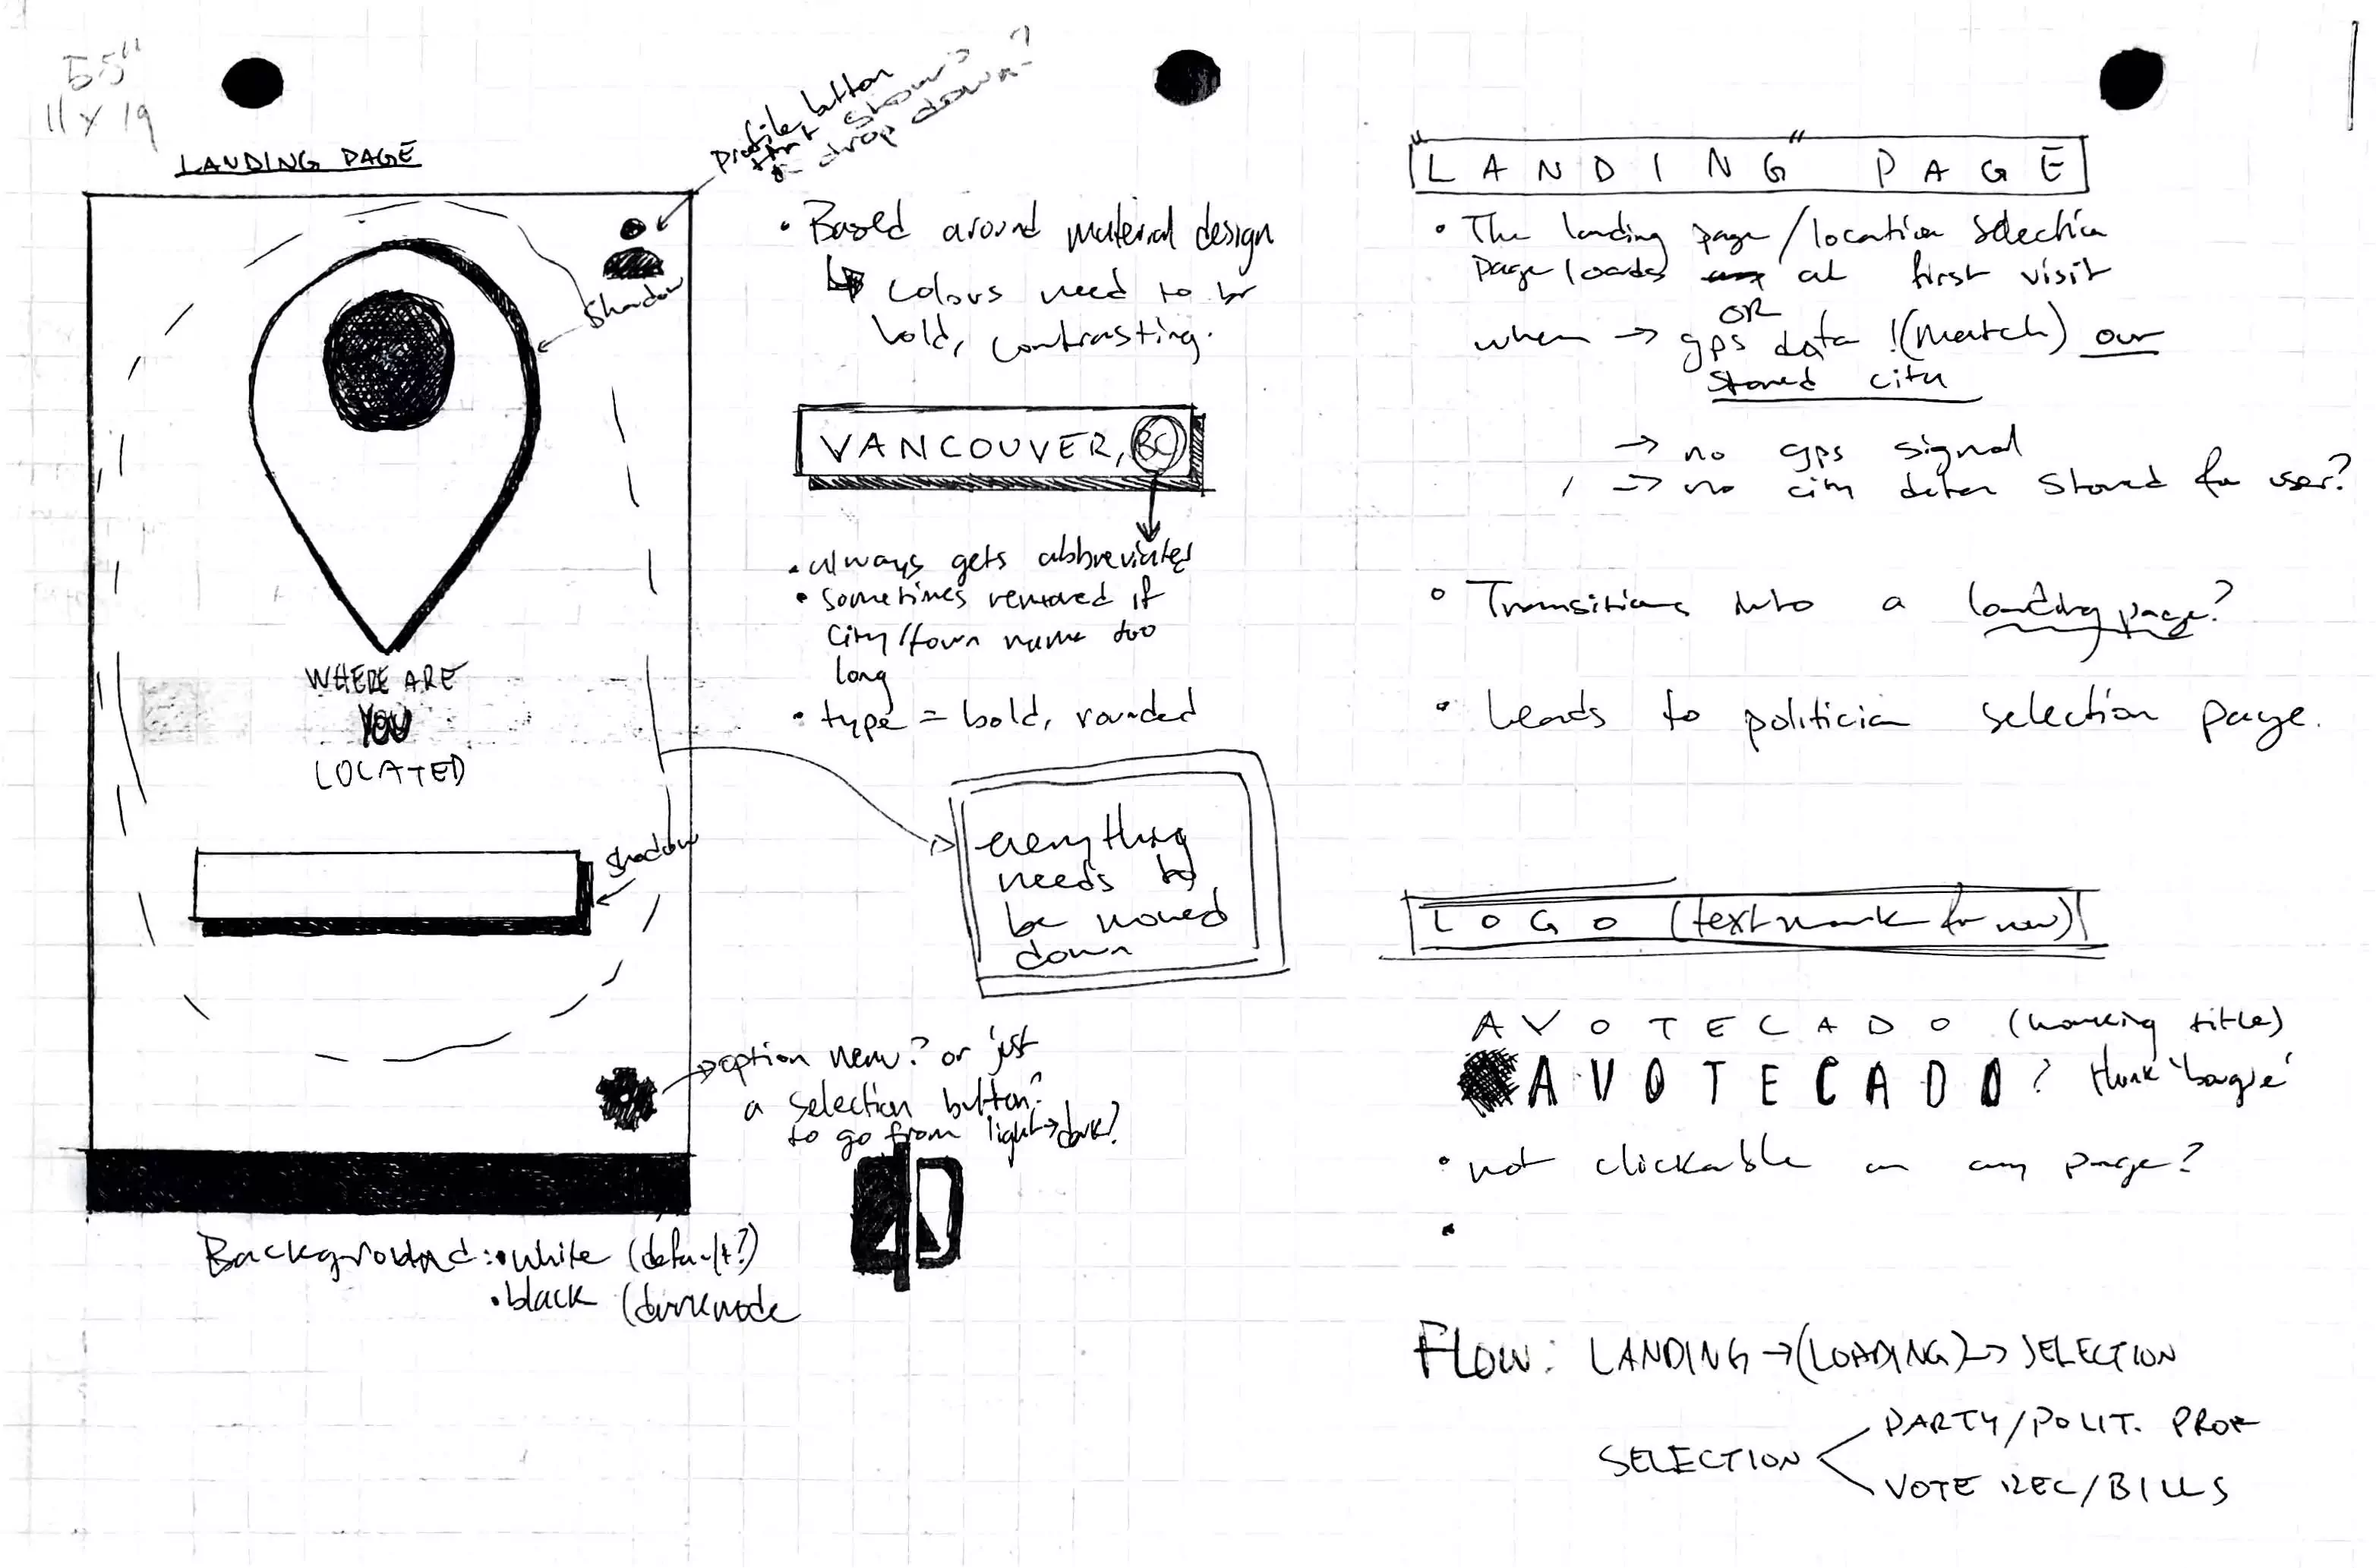 5.5"
11 x 19
LANDING PAGE
profile button
that shows?
a drop down?
shadow
WHERE ARE
YOU
LOCATED
shadow
option menu? or just
a selection button?
to go from light → dark?
Background: • white (default?)
• black (darkmode
• Based around material design
↳ colours need to be
bold, contrasting.
VANCOUVER, BC
• always gets abbreviated
• sometimes removed if
city/town name too
long
• type = bold, rounded
everything
needs to
be moved
down
"LANDING" PAGE
• The landing page/location selection
page loads at first visit
OR
when → gps data !(match) our
stored city
→ no gps signal
→ no city data stored for user?
• Transitions into a landing page?
• Leads to politician selection page.
LOGO (textmark for now)
AVOTECADO (working title)
AVOTECADO? think 'bougie'
• not clickable on any page?
•
FLOW: LANDING → (LOADING) → SELECTION
SELECTION
PARTY/POLIT. PROF
VOTE REC/BILLS